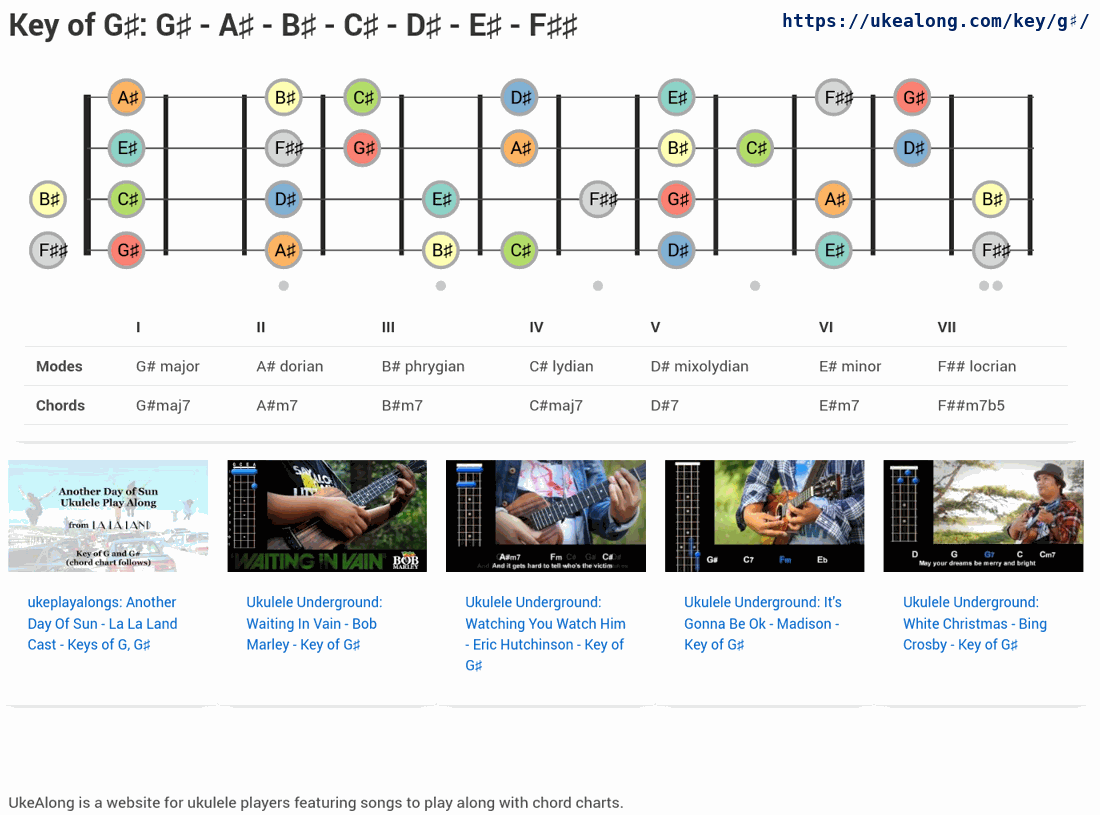 Key of G♯: G♯ - A♯ - B♯ - C♯ - D♯ - E♯ - F♯♯
https://ukealong.com/key/g♯/
A♯ B♯ C♯ D♯ E♯ F♯♯ G♯
E♯ F♯♯ G♯ A♯ B♯ C♯ D♯
B♯ C♯ D♯ E♯ F♯♯ G♯ A♯ B♯
F♯♯ G♯ A♯ B♯ C♯ D♯ E♯ F♯♯
I II III IV V VI VII
Modes G# major A# dorian B# phrygian C# lydian D# mixolydian E# minor F## locrian
Chords G#maj7 A#m7 B#m7 C#maj7 D#7 E#m7 F##m7b5
Another Day of Sun
Ukulele Play Along
from LA LA LAND
Key of G and G#
(chord chart follows)
WAITING IN VAIN
BOB
MARLEY
A#m7 Fm C# G# C#
And it gets hard to tell who's the victim
G# C7 Fm Eb
D G G7 C Cm7
May your dreams be merry and bright
ukeplayalongs: Another
Day Of Sun - La La Land
Cast - Keys of G, G♯
Ukulele Underground:
Waiting In Vain - Bob
Marley - Key of G♯
Ukulele Underground:
Watching You Watch Him
- Eric Hutchinson - Key of
G♯
Ukulele Underground: It's
Gonna Be Ok - Madison -
Key of G♯
Ukulele Underground:
White Christmas - Bing
Crosby - Key of G♯
UkeAlong is a website for ukulele players featuring songs to play along with chord charts.